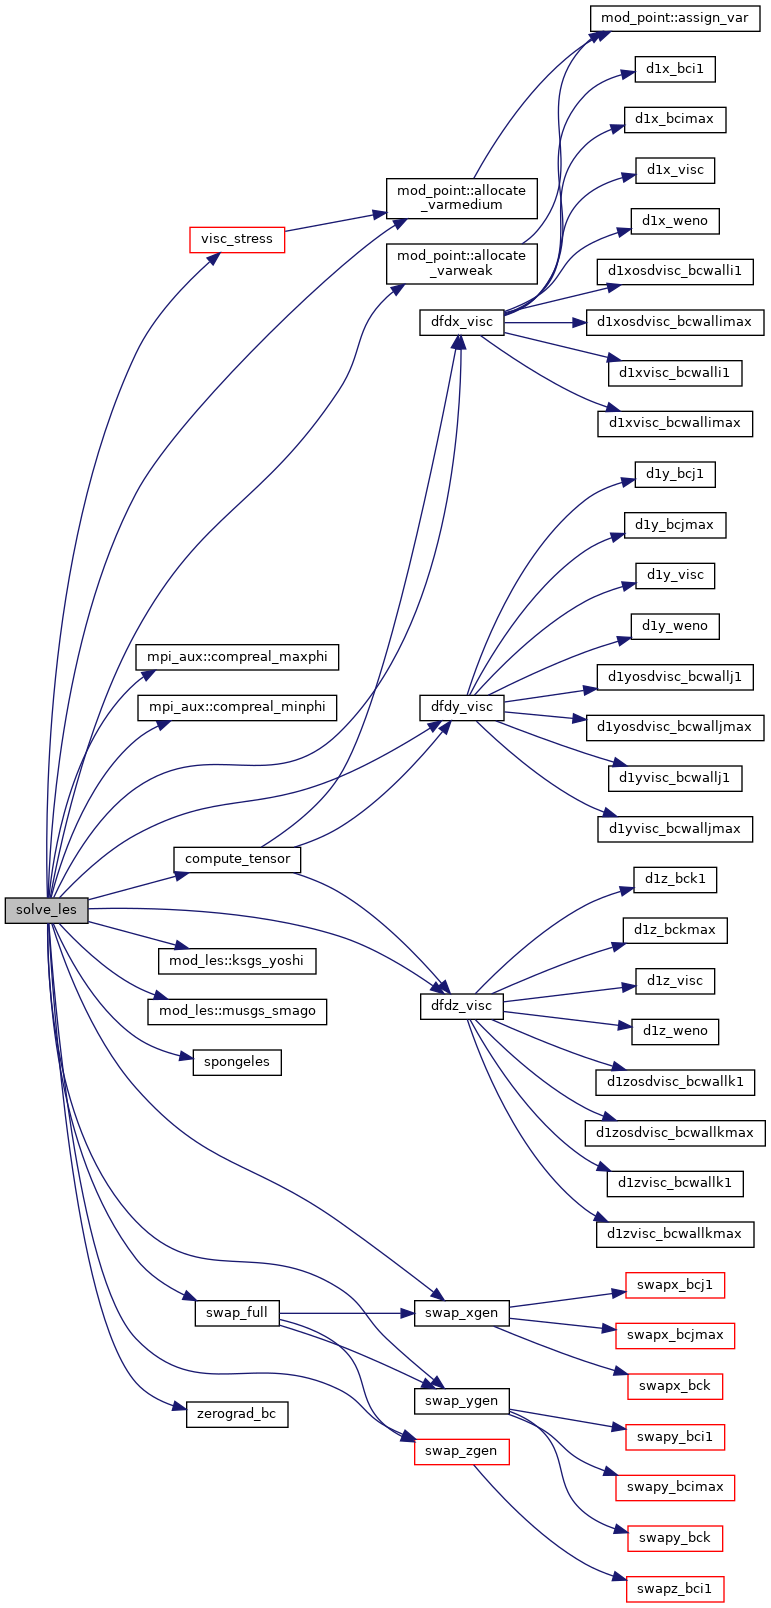 mod_point::assign_var
d1x_bci1
d1x_bcimax
d1x_visc
mod_point::allocate
_varmedium
d1x_weno
visc_stress
mod_point::allocate
_varweak
d1xosdvisc_bcwalli1
dfdx_visc
d1xosdvisc_bcwallimax
d1xvisc_bcwalli1
d1xvisc_bcwallimax
d1y_bcj1
d1y_bcjmax
d1y_visc
d1y_weno
mpi_aux::compreal_maxphi
d1yosdvisc_bcwallj1
mpi_aux::compreal_minphi
dfdy_visc
d1yosdvisc_bcwalljmax
d1yvisc_bcwallj1
d1yvisc_bcwalljmax
compute_tensor
d1z_bck1
solve_les
d1z_bckmax
mod_les::ksgs_yoshi
d1z_visc
dfdz_visc
mod_les::musgs_smago
d1z_weno
spongeles
d1zosdvisc_bcwallk1
d1zosdvisc_bcwallkmax
d1zvisc_bcwallk1
d1zvisc_bcwallkmax
swapx_bcj1
swap_full
swap_xgen
swapx_bcjmax
swapx_bck
swap_ygen
zerograd_bc
swapy_bci1
swap_zgen
swapy_bcimax
swapy_bck
swapz_bci1